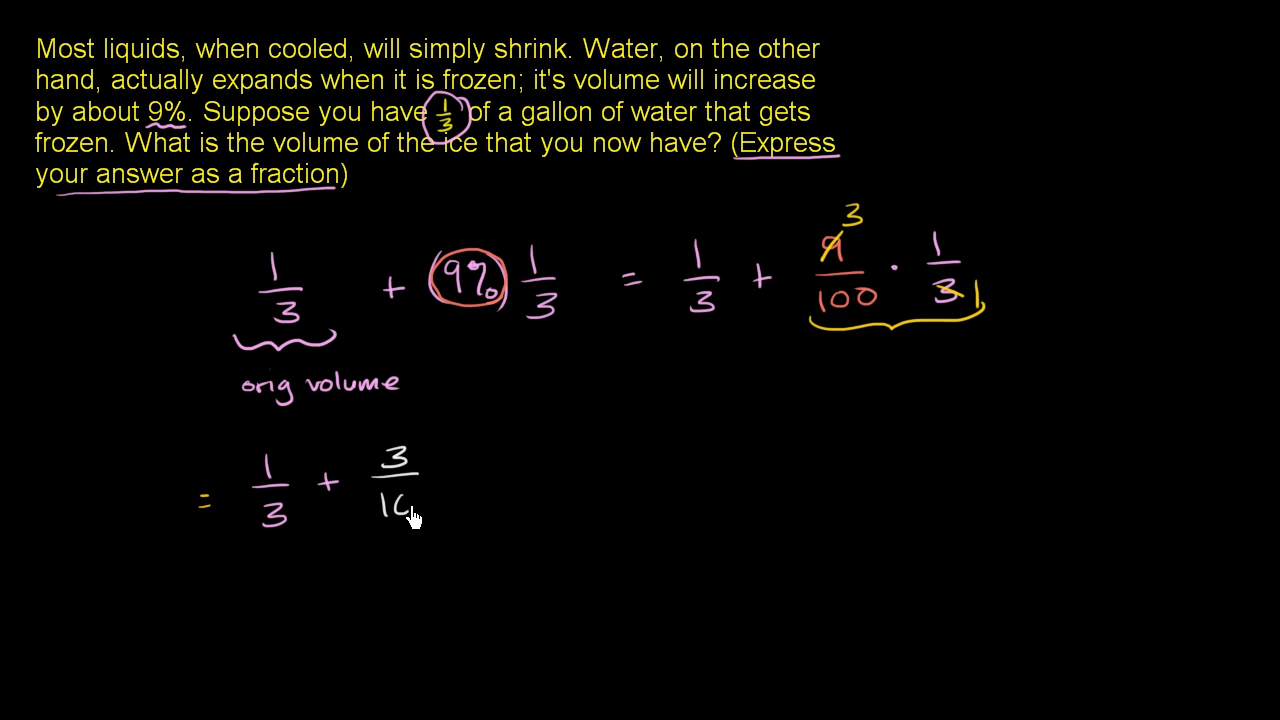 Most liquids, when cooled, will simply shrink. Water, on the other
hand, actually expands when it is frozen; it's volume will increase
by about 9%. Suppose you have 1/3 of a gallon of water that gets
frozen. What is the volume of the ice that you now have? (Express
your answer as a fraction)
1/3 + (9%) 1/3 = 1/3 + 9/100 · 1/3
3
1
orig volume
= 1/3 + 3/10